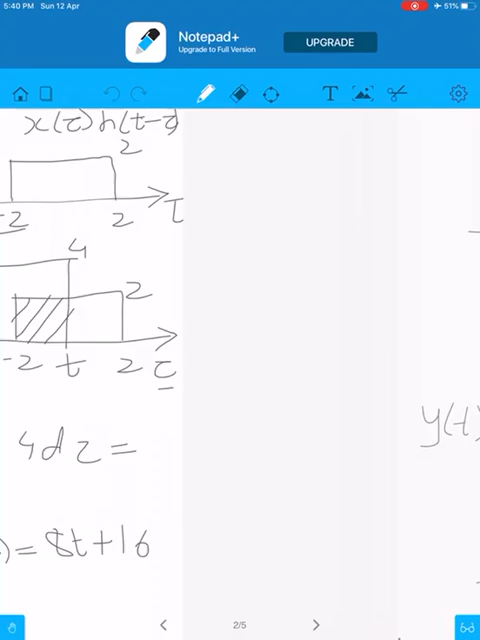 5:40 PM Sun 12 Apr 51%
Notepad+
Upgrade to Full Version
UPGRADE
T
x(τ)h(t-τ)
2
-2 2 τ
4
2
-2 t 2 τ
4dτ=
y(t)
)= 8t+16
2/5